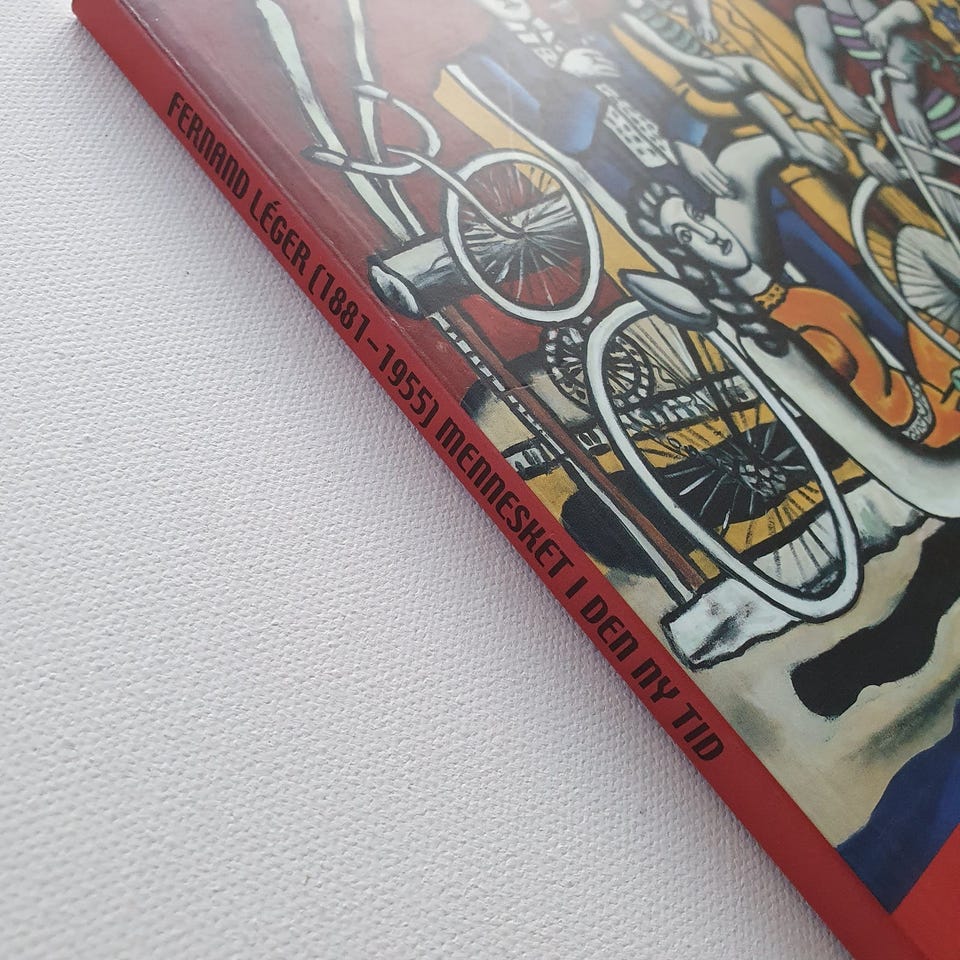 FERNAND LÉGER (1881-1955) MENNESKET I DEN NY TID